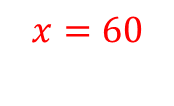 x = 60